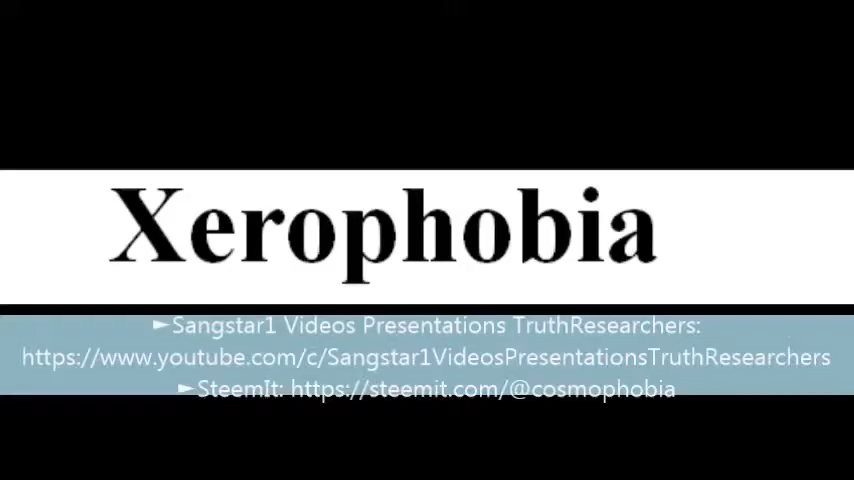 Xerophobia
►Sangstar1 Videos Presentations TruthResearchers:
https://www.youtube.com/c/Sangstar1VideosPresentationsTruthResearchers
►SteemIt: https://steemit.com/@cosmophobia